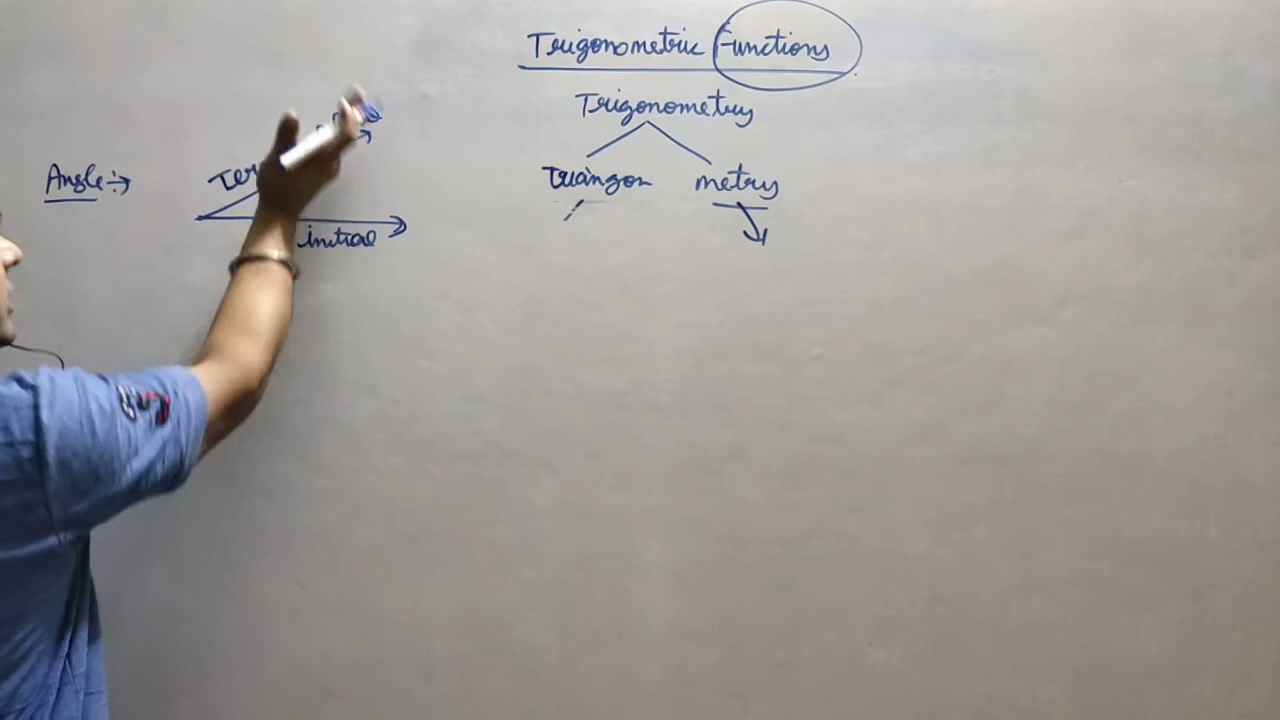 Trigonometric Functions
Trigonometry
Triangon metry
Angle :→
initial